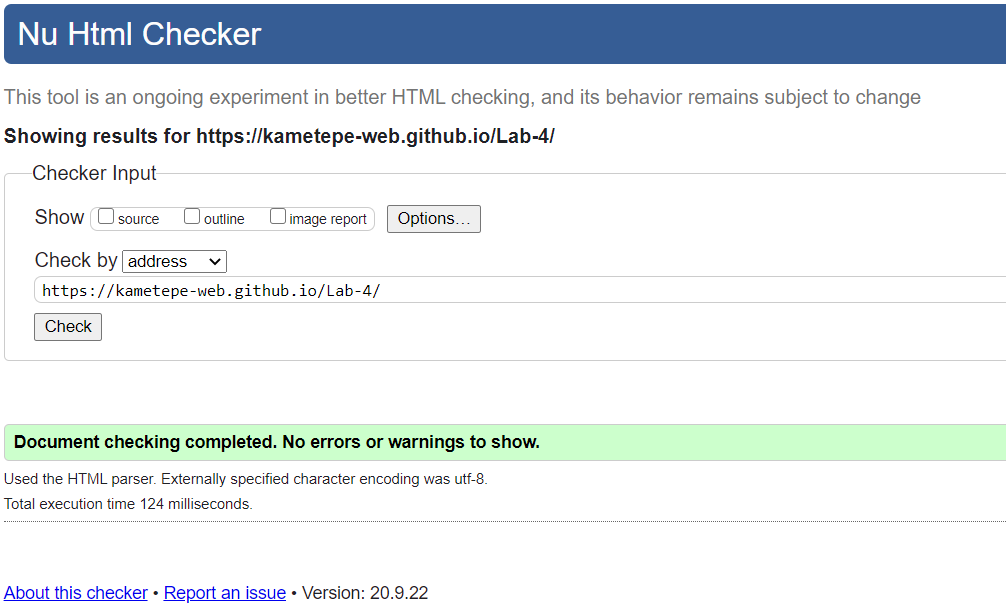 Nu Html Checker
This tool is an ongoing experiment in better HTML checking, and its behavior remains subject to change
Showing results for https://kametepe-web.github.io/Lab-4/
Checker Input
Show source outline image report Options...
Check by address
https://kametepe-web.github.io/Lab-4/
Check
Document checking completed. No errors or warnings to show.
Used the HTML parser. Externally specified character encoding was utf-8.
Total execution time 124 milliseconds.
About this checker • Report an issue • Version: 20.9.22